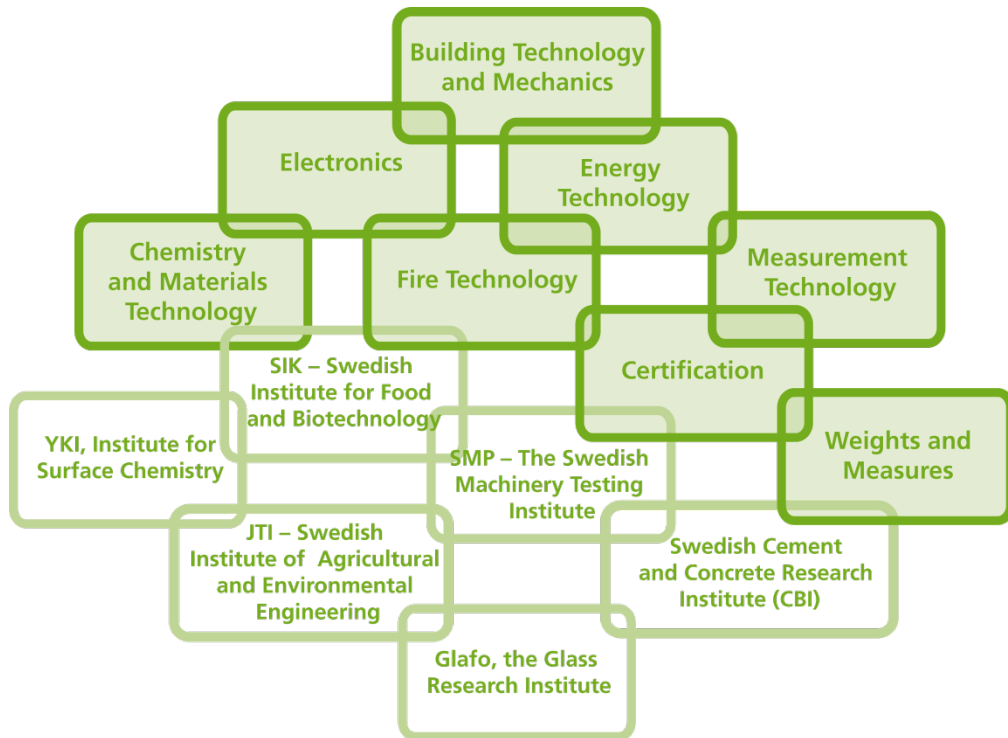 Building Technology
and Mechanics
Electronics
Energy
Technology
Chemistry
and Materials
Technology
Fire Technology
Measurement
Technology
SIK – Swedish
Institute for Food
and Biotechnology
Certification
YKI, Institute for
Surface Chemistry
SMP – The Swedish
Machinery Testing
Institute
Weights and
Measures
JTI – Swedish
Institute of Agricultural
and Environmental
Engineering
Swedish Cement
and Concrete Research
Institute (CBI)
Glafo, the Glass
Research Institute